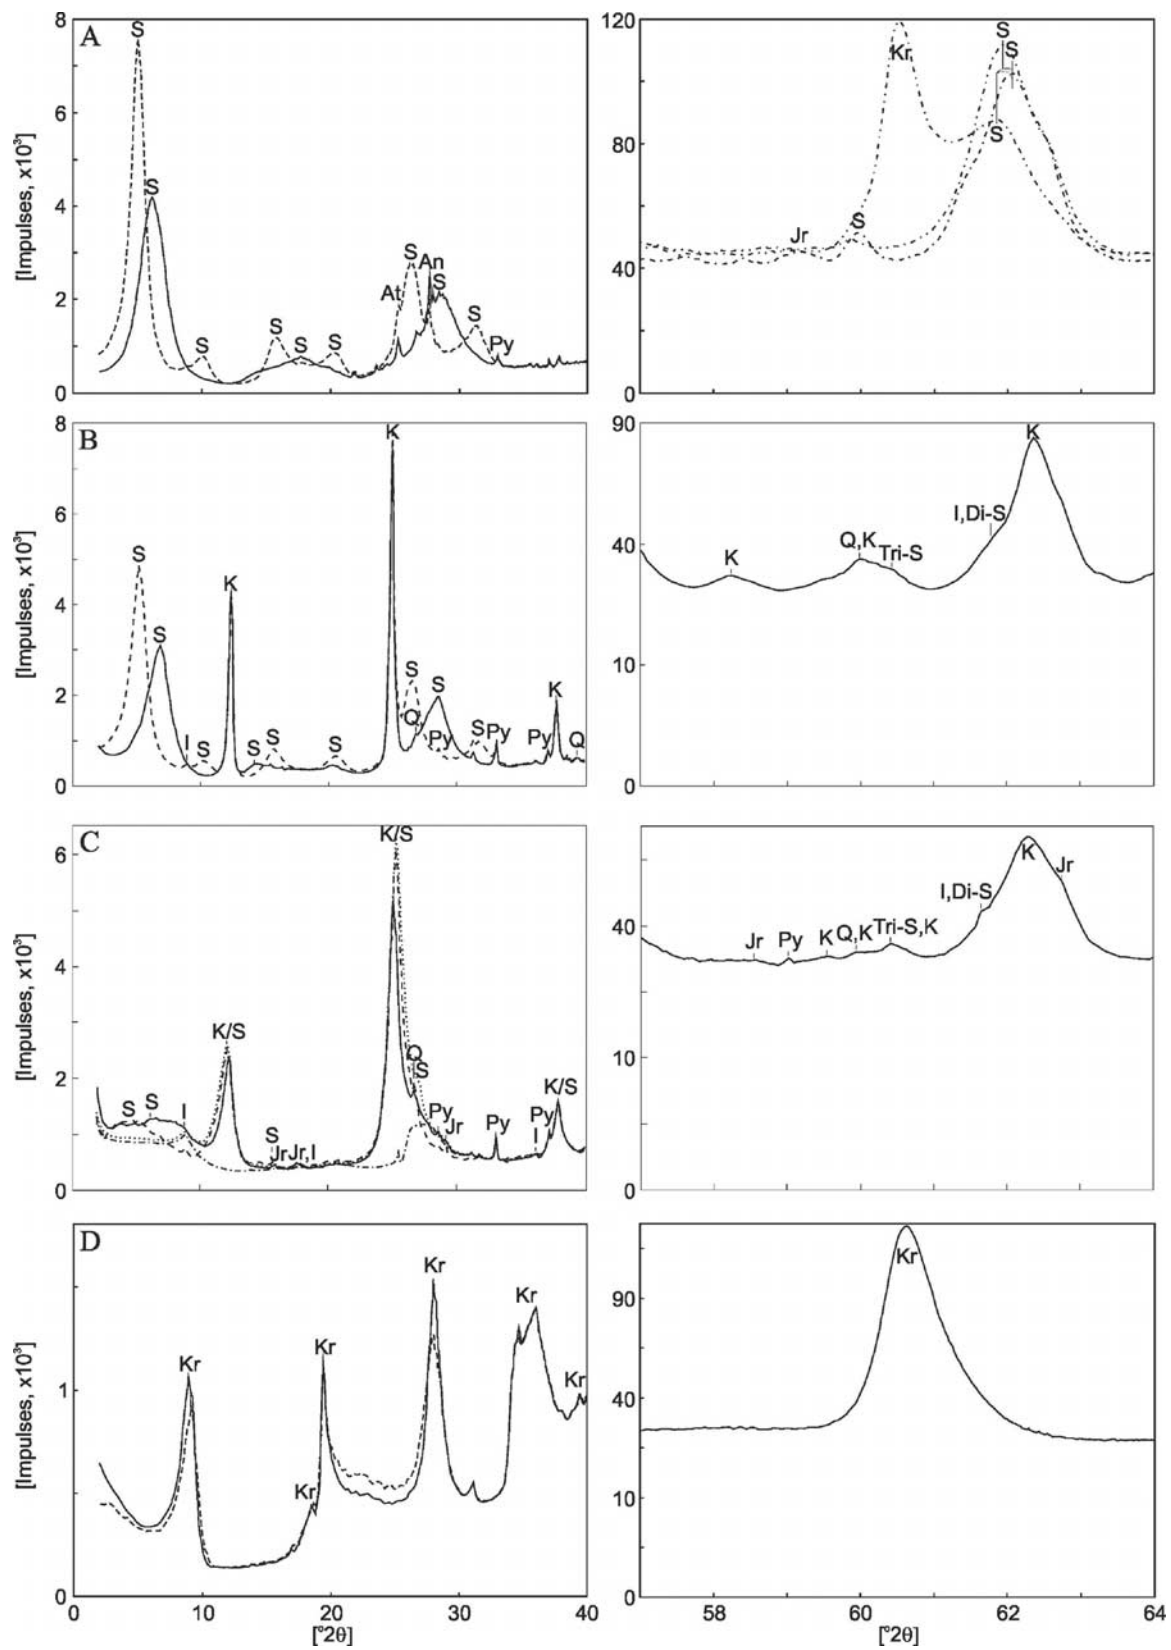 A
8
6
4
2
0
[Impulses, x10³]
S
S
S
S
S
S
At
S
An
S
S
Py
120
80
40
0
Kr
S
S
S
S
Jr
B
8
6
4
2
0
[Impulses, x10³]
S
S
I
S
K
S
S
S
K
S
Q
S
Py
S
Py
Py
K
Q
90
40
10
0
K
Q,K
Tri-S
I,Di-S
K
C
6
4
2
0
[Impulses, x10³]
S
S
I
K/S
S
Jr
Jr,I
K/S
Q
S
Py
Jr
Py
Py
I
K/S
40
10
0
Jr
Py
K
Q,K
Tri-S,K
I,Di-S
K
Jr
D
1
0
[Impulses, x10³]
Kr
Kr
Kr
Kr
Kr
Kr
0
10
20
30
40
[°2θ]
90
40
10
0
Kr
58
60
62
64
[°2θ]